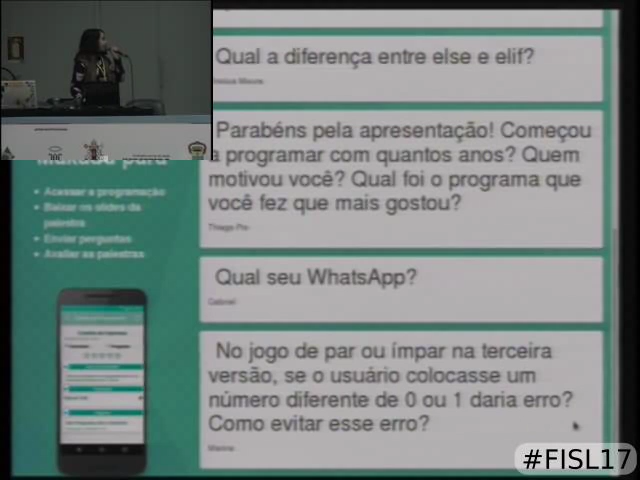 Qual a diferença entre else e elif?
Parabéns pela apresentação! Começou
a programar com quantos anos? Quem
motivou você? Qual foi o programa que
você fez que mais gostou?
Thiago
Qual seu WhatsApp?
Gabriel
No jogo de par ou ímpar na terceira
versão, se o usuário colocasse um
número diferente de 0 ou 1 daria erro?
Como evitar esse erro?
para
Acessar a programação
Baixar os slides da
palestra
Enviar perguntas
Avaliar as palestras
#FISL17